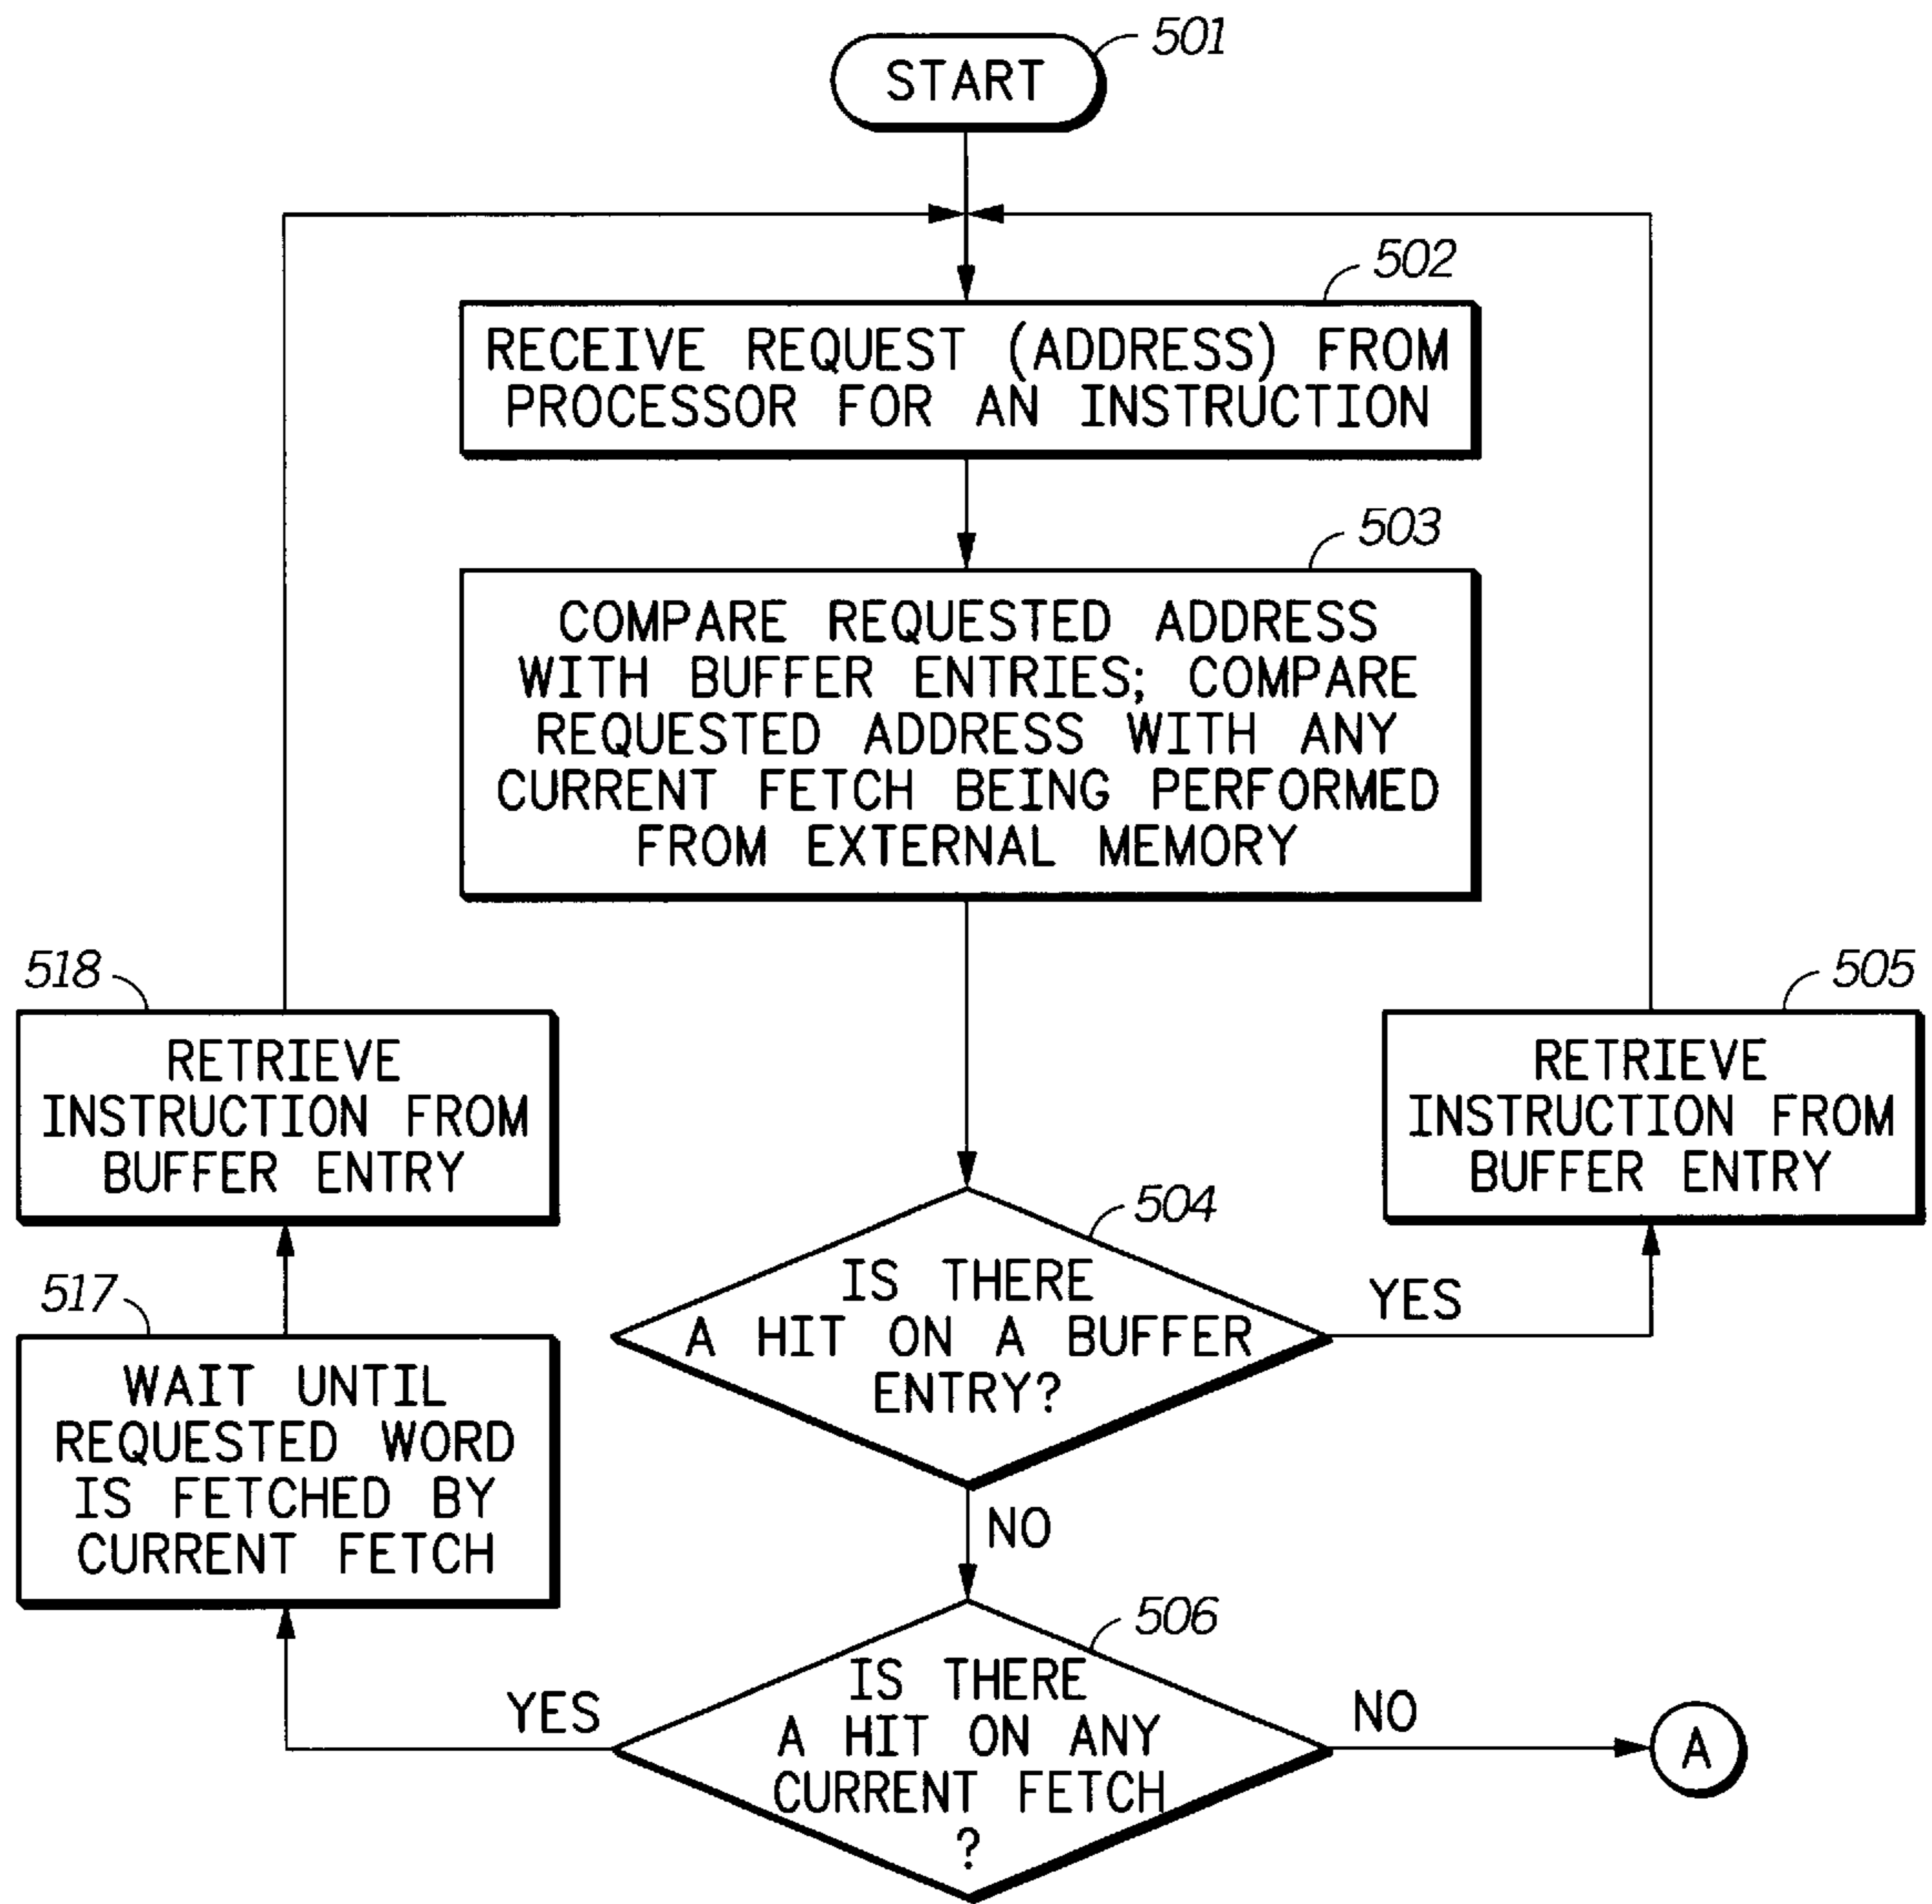 501
START
502
RECEIVE REQUEST (ADDRESS) FROM
PROCESSOR FOR AN INSTRUCTION
503
COMPARE REQUESTED ADDRESS
WITH BUFFER ENTRIES; COMPARE
REQUESTED ADDRESS WITH ANY
CURRENT FETCH BEING PERFORMED
FROM EXTERNAL MEMORY
518
RETRIEVE
INSTRUCTION FROM
BUFFER ENTRY
505
RETRIEVE
INSTRUCTION FROM
BUFFER ENTRY
504
IS THERE
A HIT ON A BUFFER
ENTRY?
YES
NO
517
WAIT UNTIL
REQUESTED WORD
IS FETCHED BY
CURRENT FETCH
506
IS THERE
A HIT ON ANY
CURRENT FETCH
?
YES
NO
A